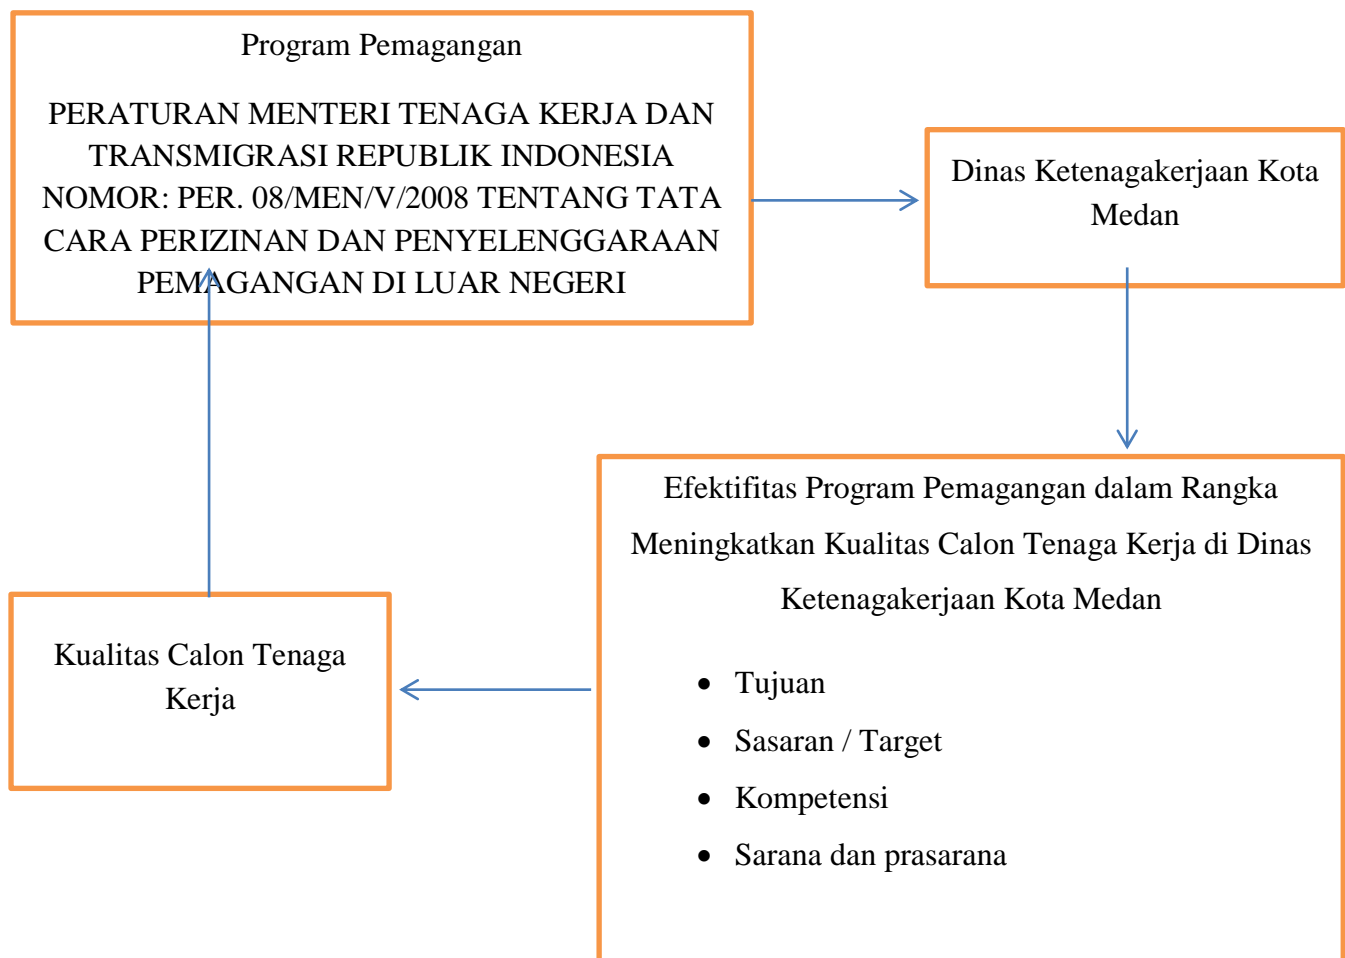 Program Pemagangan
PERATURAN MENTERI TENAGA KERJA DAN
TRANSMIGRASI REPUBLIK INDONESIA
NOMOR: PER. 08/MEN/V/2008 TENTANG TATA
CARA PERIZINAN DAN PENYELENGGARAAN
PEMAGANGAN DI LUAR NEGERI
Dinas Ketenagakerjaan Kota
Medan
Efektifitas Program Pemagangan dalam Rangka
Meningkatkan Kualitas Calon Tenaga Kerja di Dinas
Ketenagakerjaan Kota Medan
• Tujuan
• Sasaran / Target
• Kompetensi
• Sarana dan prasarana
Kualitas Calon Tenaga
Kerja